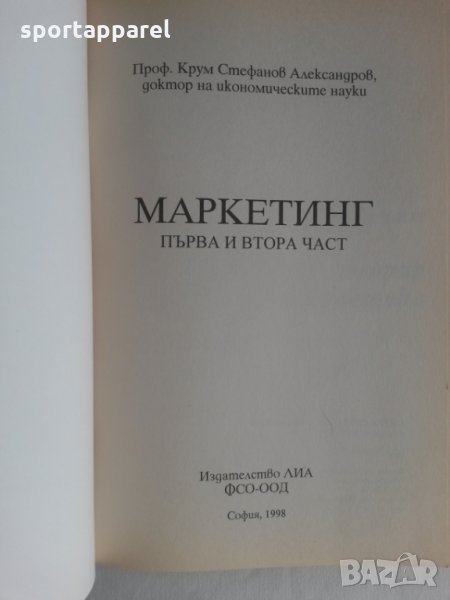 sportapparel
Проф. Крум Стефанов Александров,
доктор на икономическите науки
МАРКЕТИНГ
ПЪРВА И ВТОРА ЧАСТ
Издателство ЛИА
ФСО-ООД
София, 1998
BAZAR